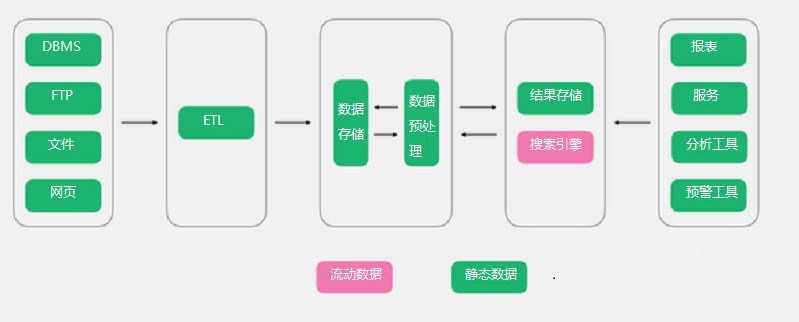 DBMS
FTP
文件
网页
ETL
数据
存储
数据
预处
理
结果存储
搜索引擎
报表
服务
分析工具
预警工具
流动数据
静态数据